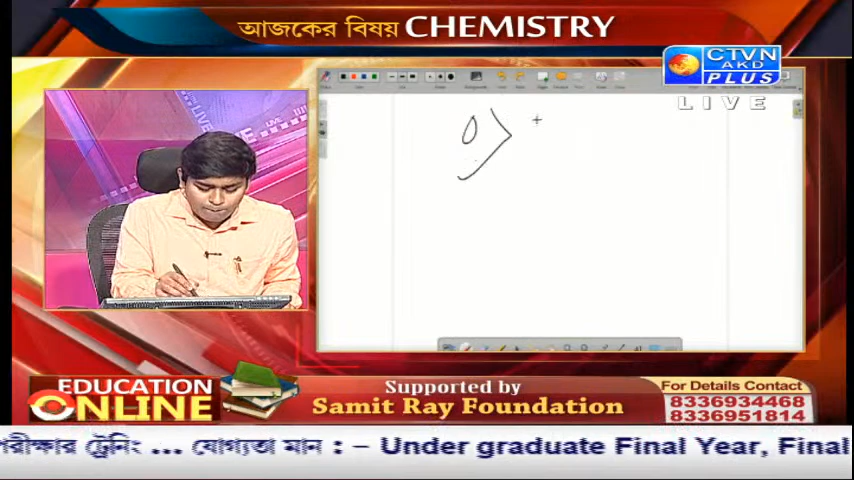 আজকের বিষয় CHEMISTRY
CTVN
AKD
PLUS
LIVE
EDUCATION
ONLINE
Supported by
Samit Ray Foundation
For Details Contact
8336934468
8336951814
পরীক্ষার ট্রেনিং ... যোগ্যতা মান : - Under graduate Final Year, Final